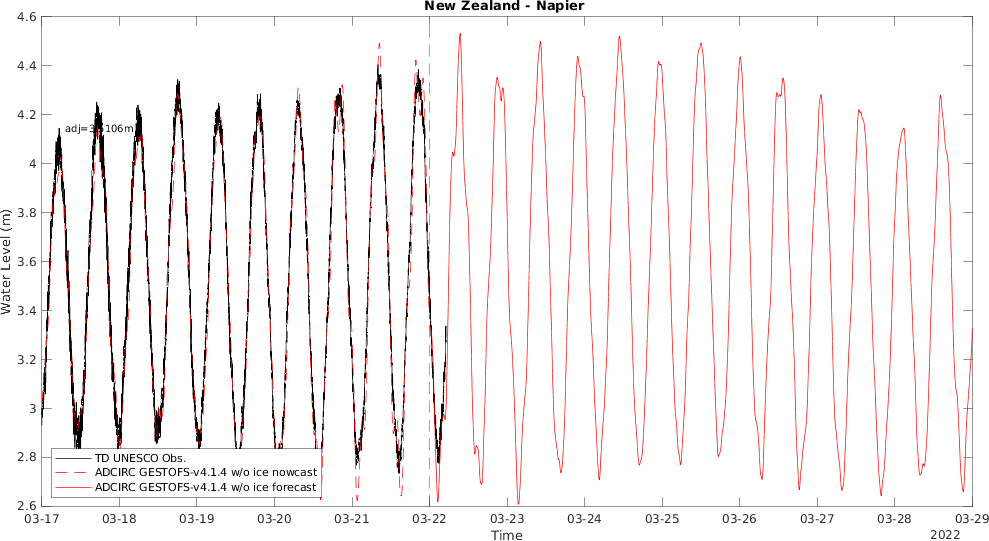 New Zealand - Napier
4.6
4.4
4.2
4
3.8
3.6
3.4
3.2
3
2.8
2.6
Water Level (m)
TD UNESCO Obs.
ADCIRC GESTOFS-v4.1.4 w/o ice nowcast
ADCIRC GESTOFS-v4.1.4 w/o ice forecast
03-17 03-18 03-19 03-20 03-21 03-22 03-23 03-24 03-25 03-26 03-27 03-28 03-29
Time
2022